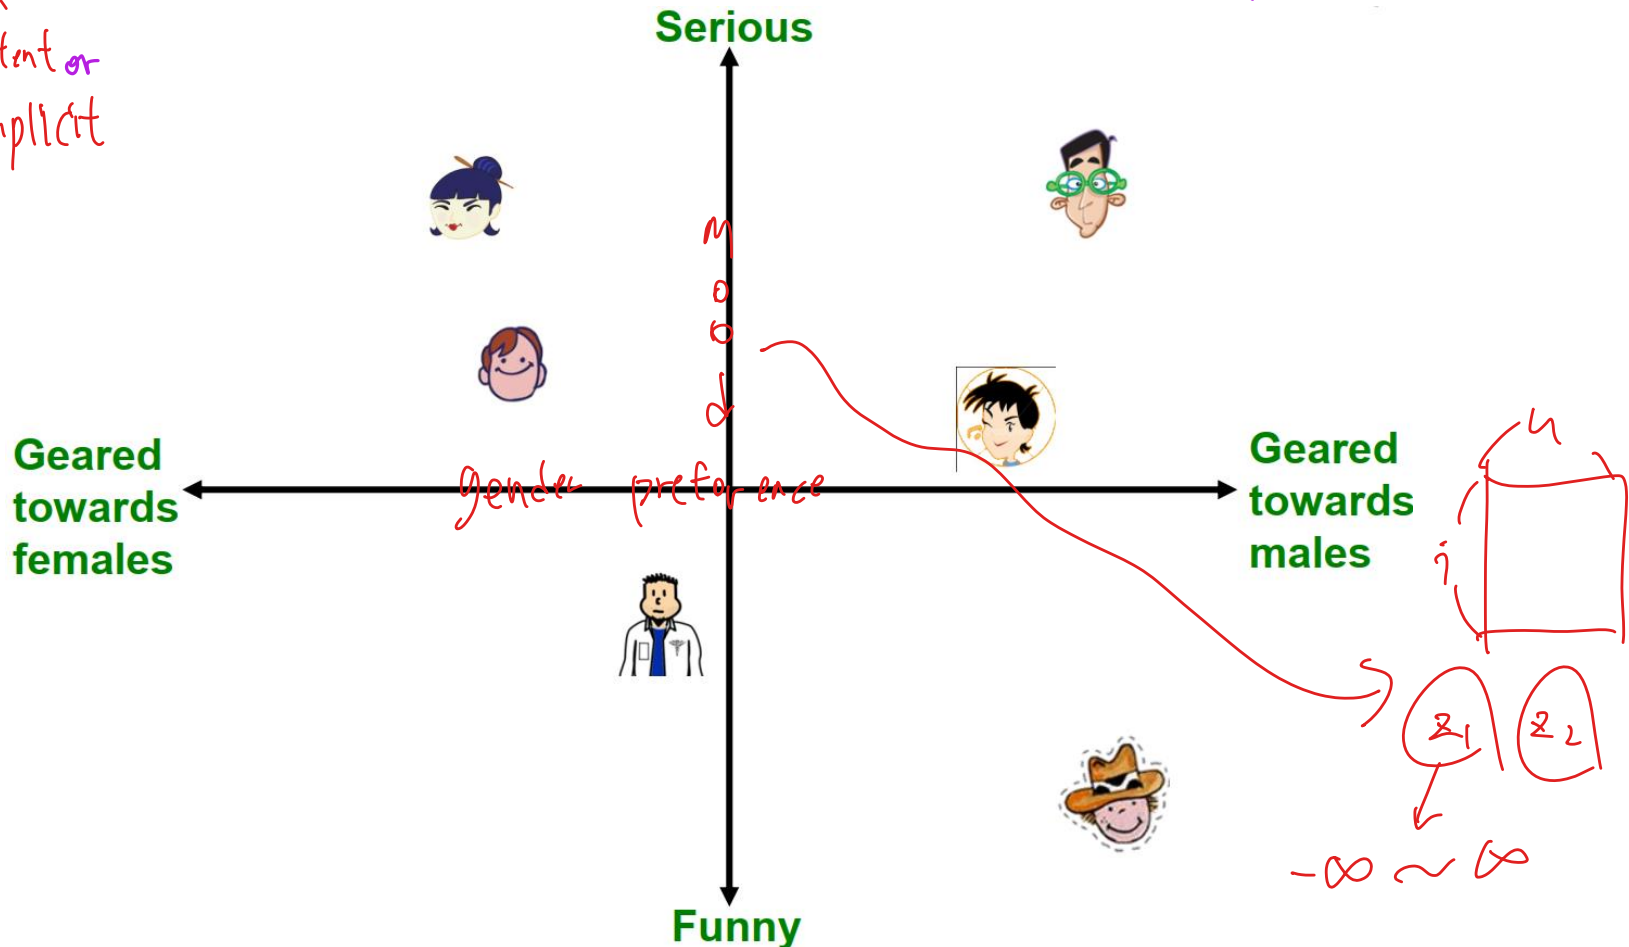 Serious
tent or
plicit
Mood
Geared
towards
females
gender preference
Geared
towards
males
u
i
z1 z2
-∞ ~ ∞
Funny